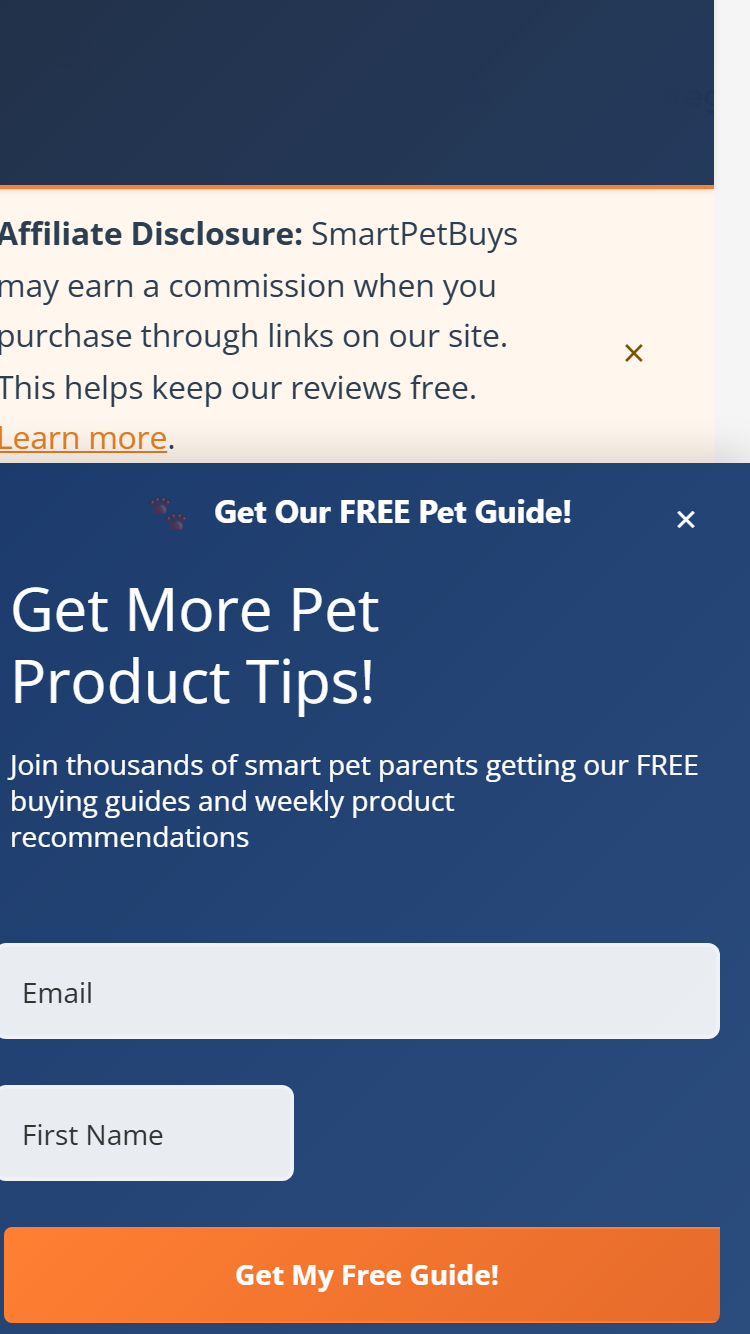 Affiliate Disclosure: SmartPetBuys
may earn a commission when you
purchase through links on our site.
This helps keep our reviews free.
Learn more.
Get Our FREE Pet Guide!
Get More Pet
Product Tips!
Join thousands of smart pet parents getting our FREE
buying guides and weekly product
recommendations
Email
First Name
Get My Free Guide!